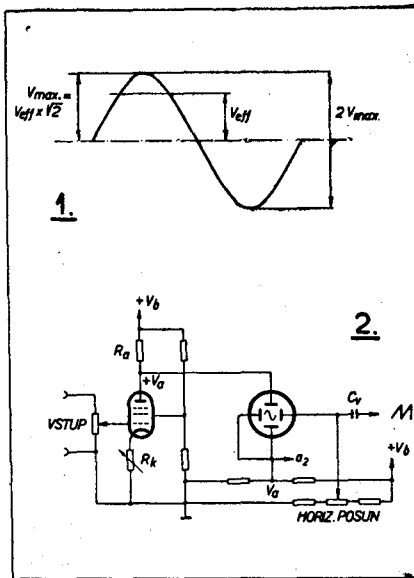 Vmax.=
Veff x √2
Veff
2 Vmax.
1.
2.
+Vb
Ra
+Va
VSTUP
Rk
a2
Cv
M
+Vb
Va
HORIZ. POSUN